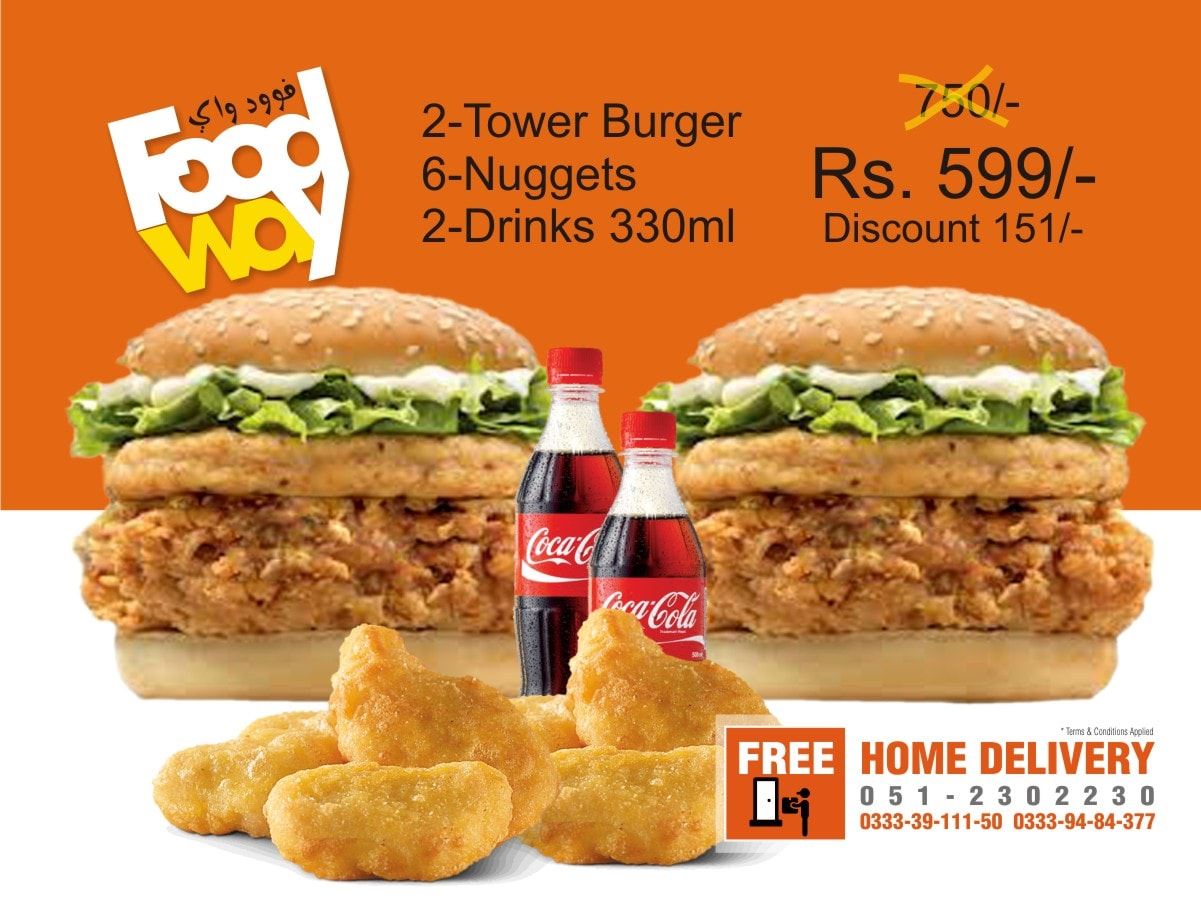 فوود واي
Food
way
2-Tower Burger
6-Nuggets
2-Drinks 330ml
750/-
Rs. 599/-
Discount 151/-
Coca-C
Coca-Cola
* Terms & Conditions Applied
FREE
HOME DELIVERY
051-2302230
0333-39-111-50 0333-94-84-377